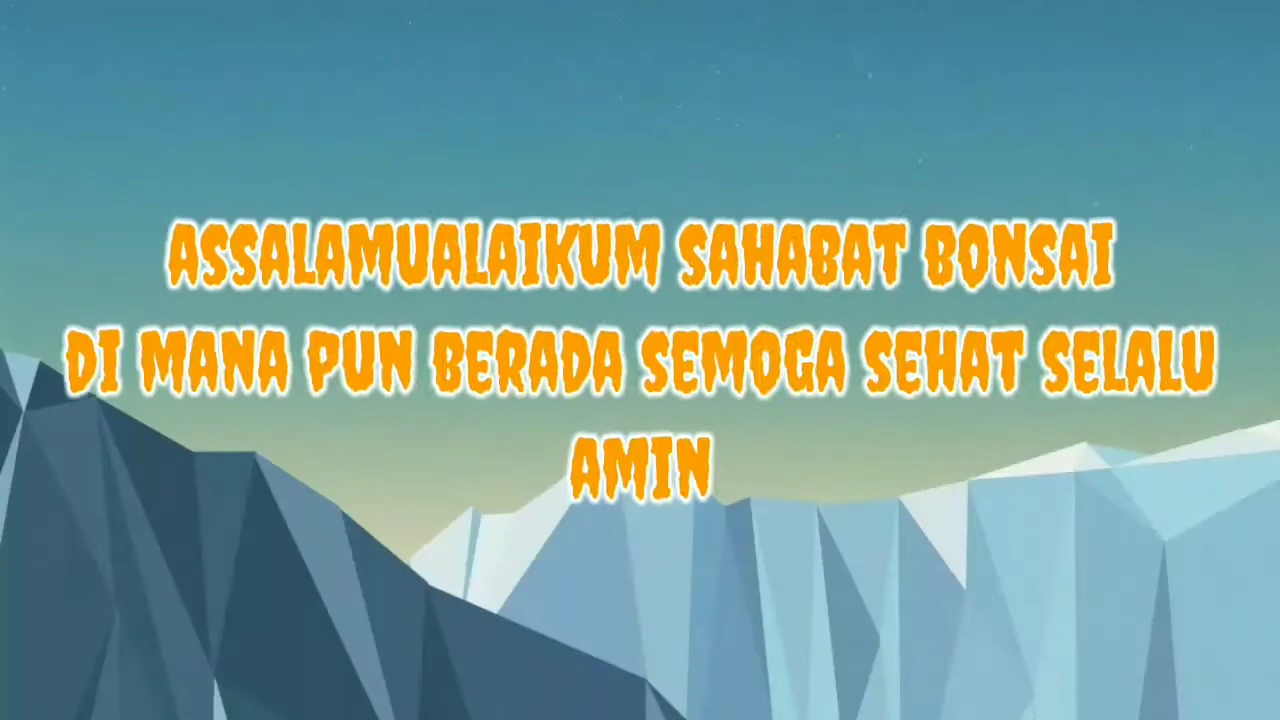 ASSALAMUALAIKUM SAHABAT BONSAI
DI MANA PUN BERADA SEMOGA SEHAT SELALU
AMIN